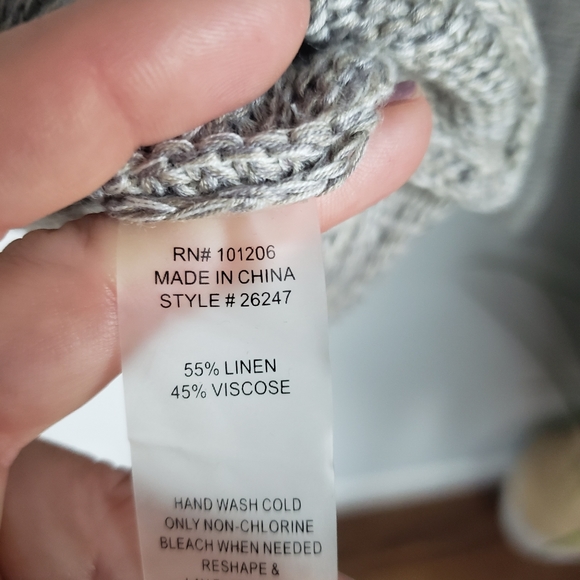 RN# 101206
MADE IN CHINA
STYLE # 26247
55% LINEN
45% VISCOSE
HAND WASH COLD
ONLY NON-CHLORINE
BLEACH WHEN NEEDED
RESHAPE &